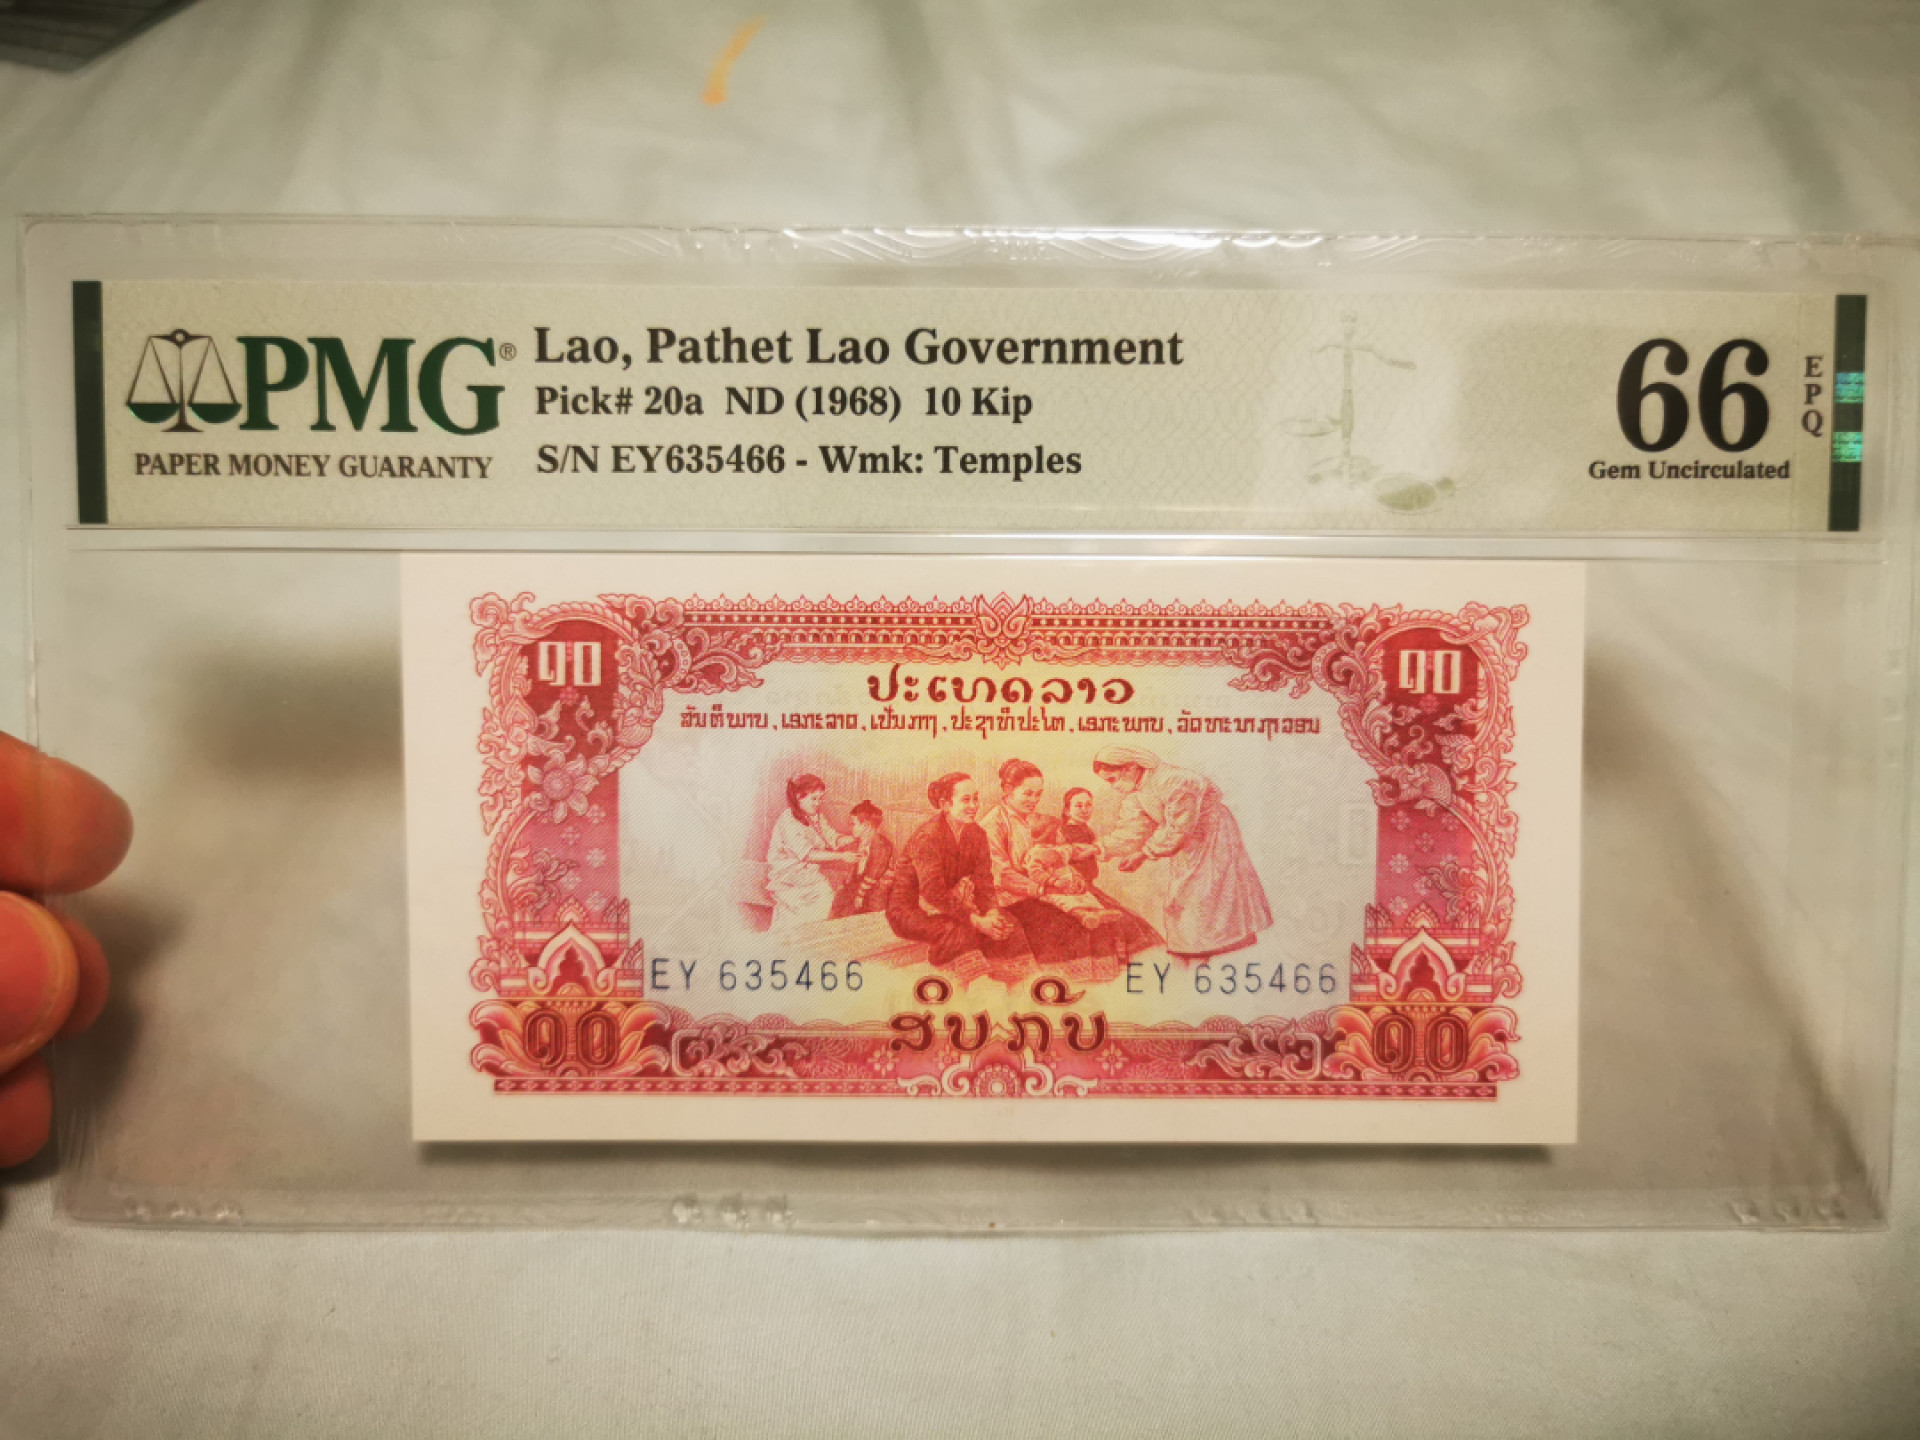 PMG®
PAPER MONEY GUARANTY
Lao, Pathet Lao Government
Pick# 20a ND (1968) 10 Kip
S/N EY635466 - Wmk: Temples
66
EPQ
Gem Uncirculated
໑໐ ໑໐
ປະເທດລາວ
ສັນຕິພາບ, ເອກະລາດ, ເປັນກາງ, ປະຊາທິປະໄຕ, ເອກະພາບ, ວັດທະນາຖາວອນ
EY 635466 EY 635466
ສິບກີບ
໑໐ ໑໐